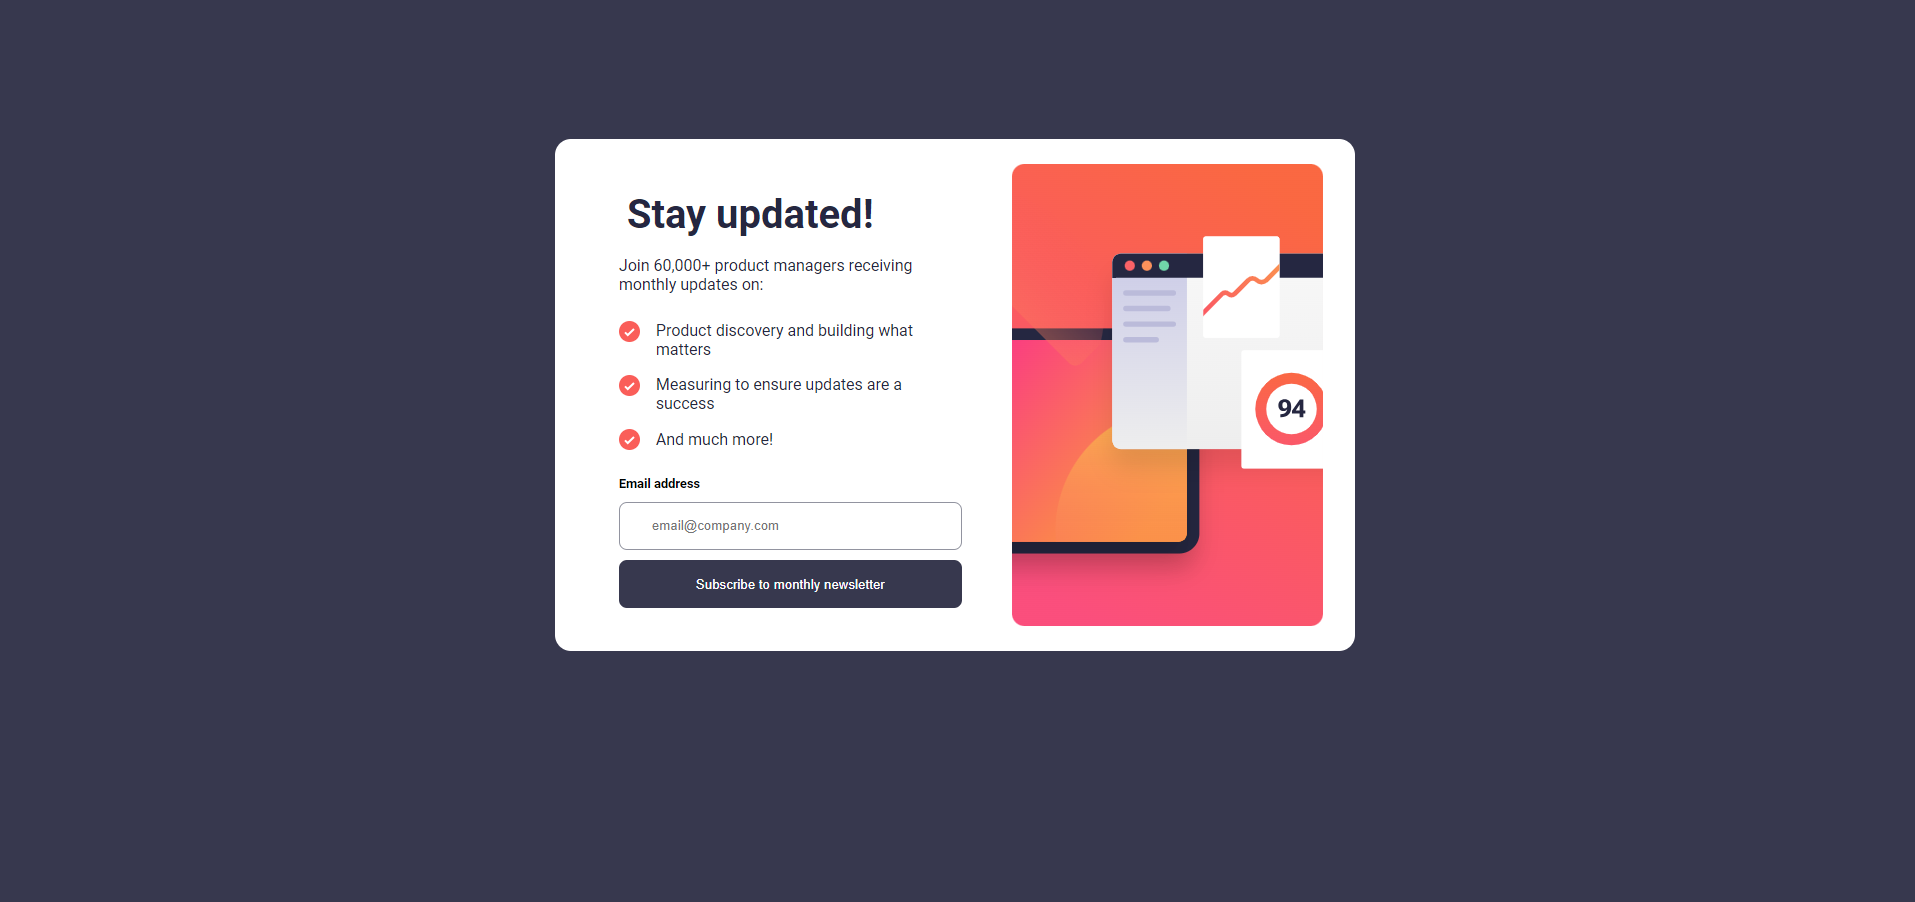 Stay updated!
Join 60,000+ product managers receiving
monthly updates on:
Product discovery and building what
matters
Measuring to ensure updates are a
success
And much more!
Email address
email@company.com
Subscribe to monthly newsletter
94